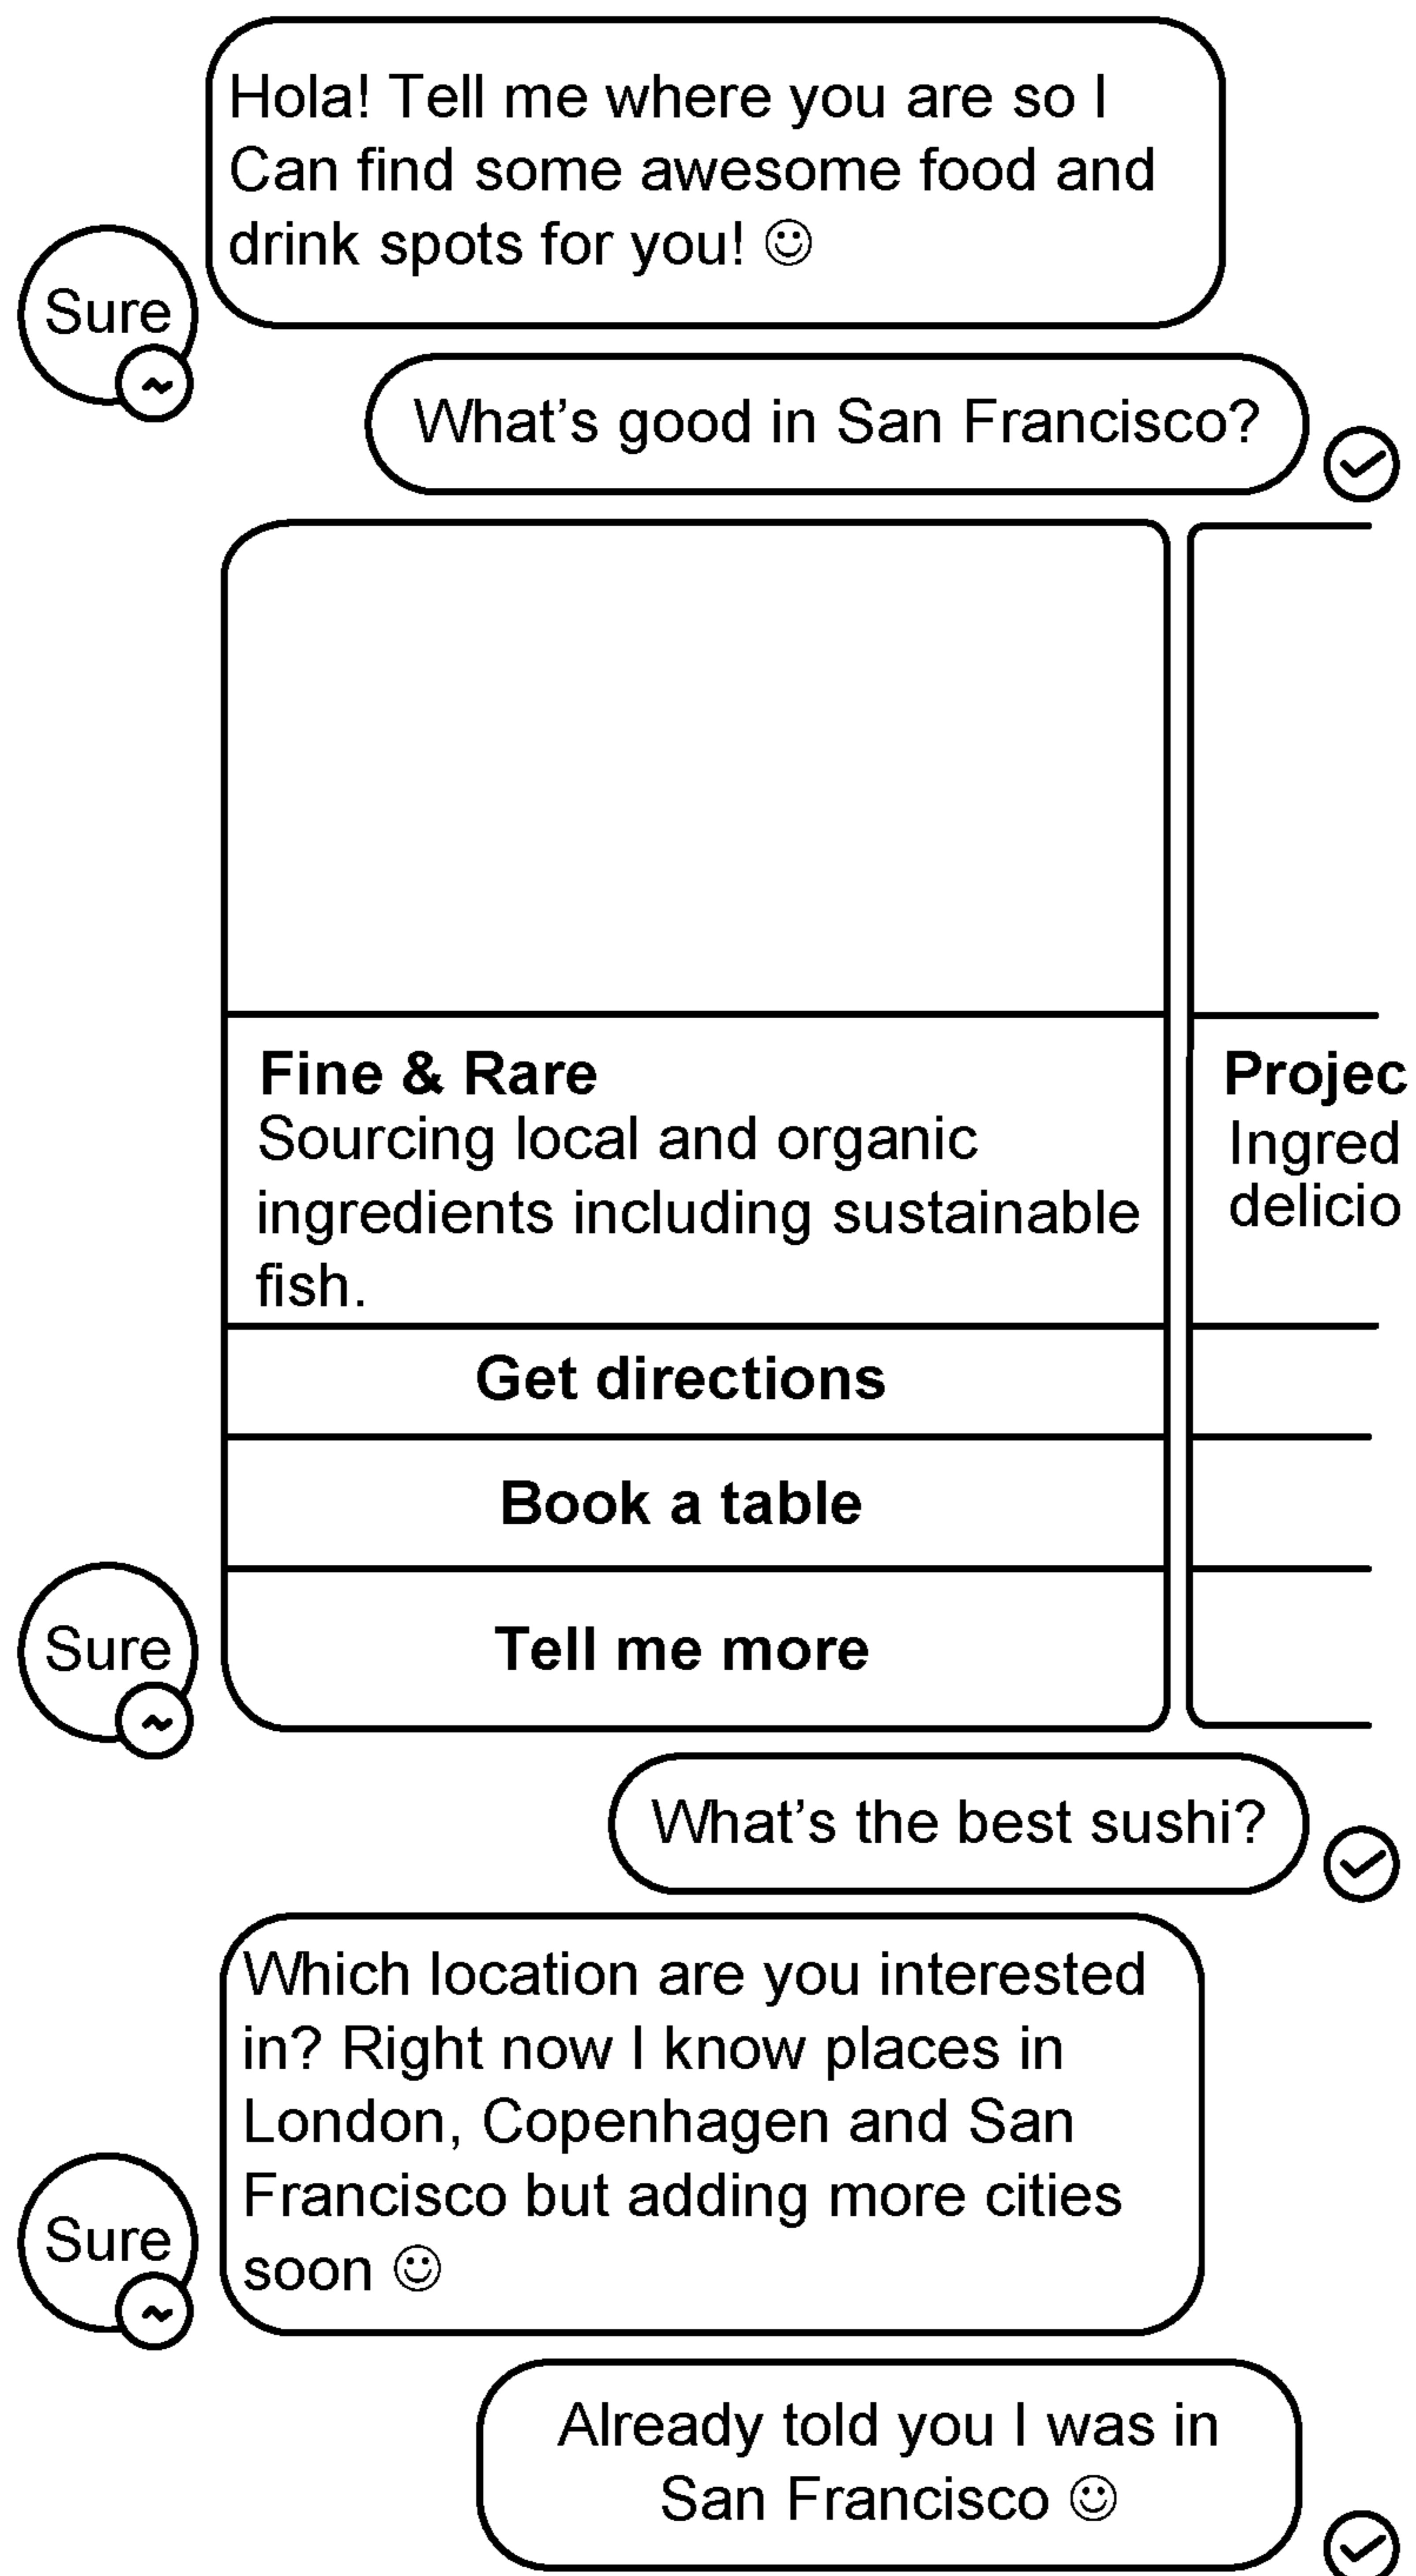 Hola! Tell me where you are so I
Can find some awesome food and
drink spots for you! ☺
Sure
What’s good in San Francisco?
Fine & Rare
Sourcing local and organic
ingredients including sustainable
fish.
Get directions
Book a table
Tell me more
Projec
Ingred
delicio
Sure
What’s the best sushi?
Which location are you interested
in? Right now I know places in
London, Copenhagen and San
Francisco but adding more cities
soon ☺
Sure
Already told you I was in
San Francisco ☺